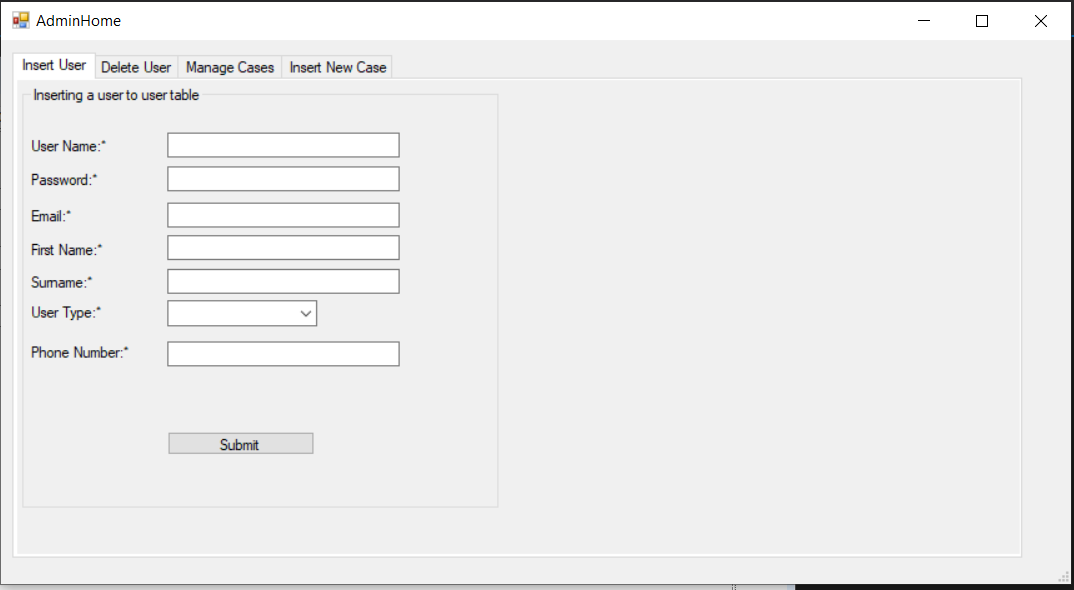 AdminHome
Insert User Delete User Manage Cases Insert New Case
Inserting a user to user table
User Name:*
Password:*
Email:*
First Name:*
Surname:*
User Type:*
Phone Number:*
Submit